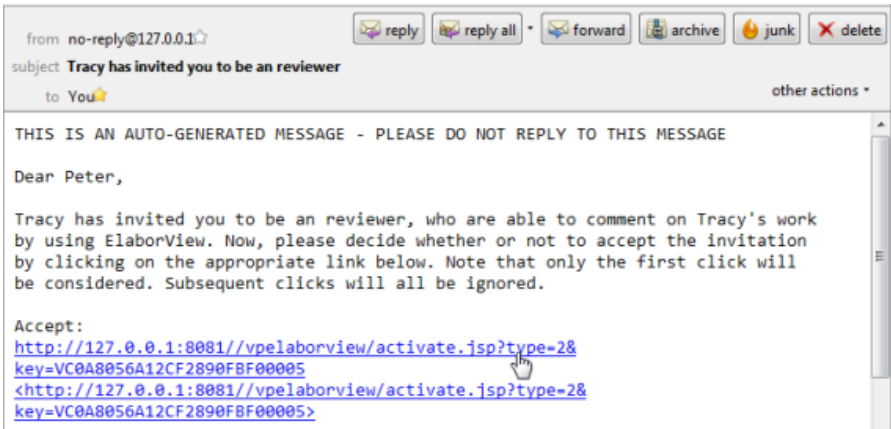 from no-reply@127.0.0.1 reply reply all forward archive junk delete
subject Tracy has invited you to be an reviewer
to You other actions
THIS IS AN AUTO-GENERATED MESSAGE - PLEASE DO NOT REPLY TO THIS MESSAGE
Dear Peter,
Tracy has invited you to be an reviewer, who are able to comment on Tracy's work
by using ElaborView. Now, please decide whether or not to accept the invitation
by clicking on the appropriate link below. Note that only the first click will
be considered. Subsequent clicks will all be ignored.
Accept:
http://127.0.0.1:8081//vpelaborview/activate.jsp?type=2&
key=VC0A8056A12CF2890FBF00005
<http://127.0.0.1:8081//vpelaborview/activate.jsp?type=2&
key=VC0A8056A12CF2890FBF00005>